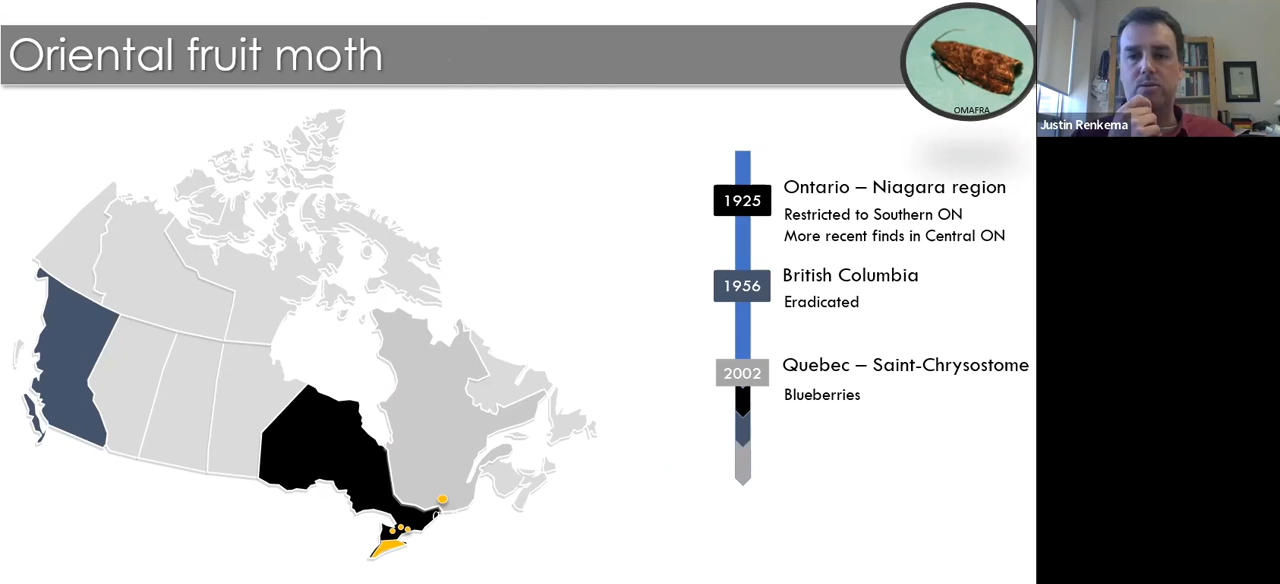 Oriental fruit moth
OMAFRA
Justin Renkema
1925
Ontario – Niagara region
Restricted to Southern ON
More recent finds in Central ON
1956
British Columbia
Eradicated
2002
Quebec – Saint-Chrysostome
Blueberries